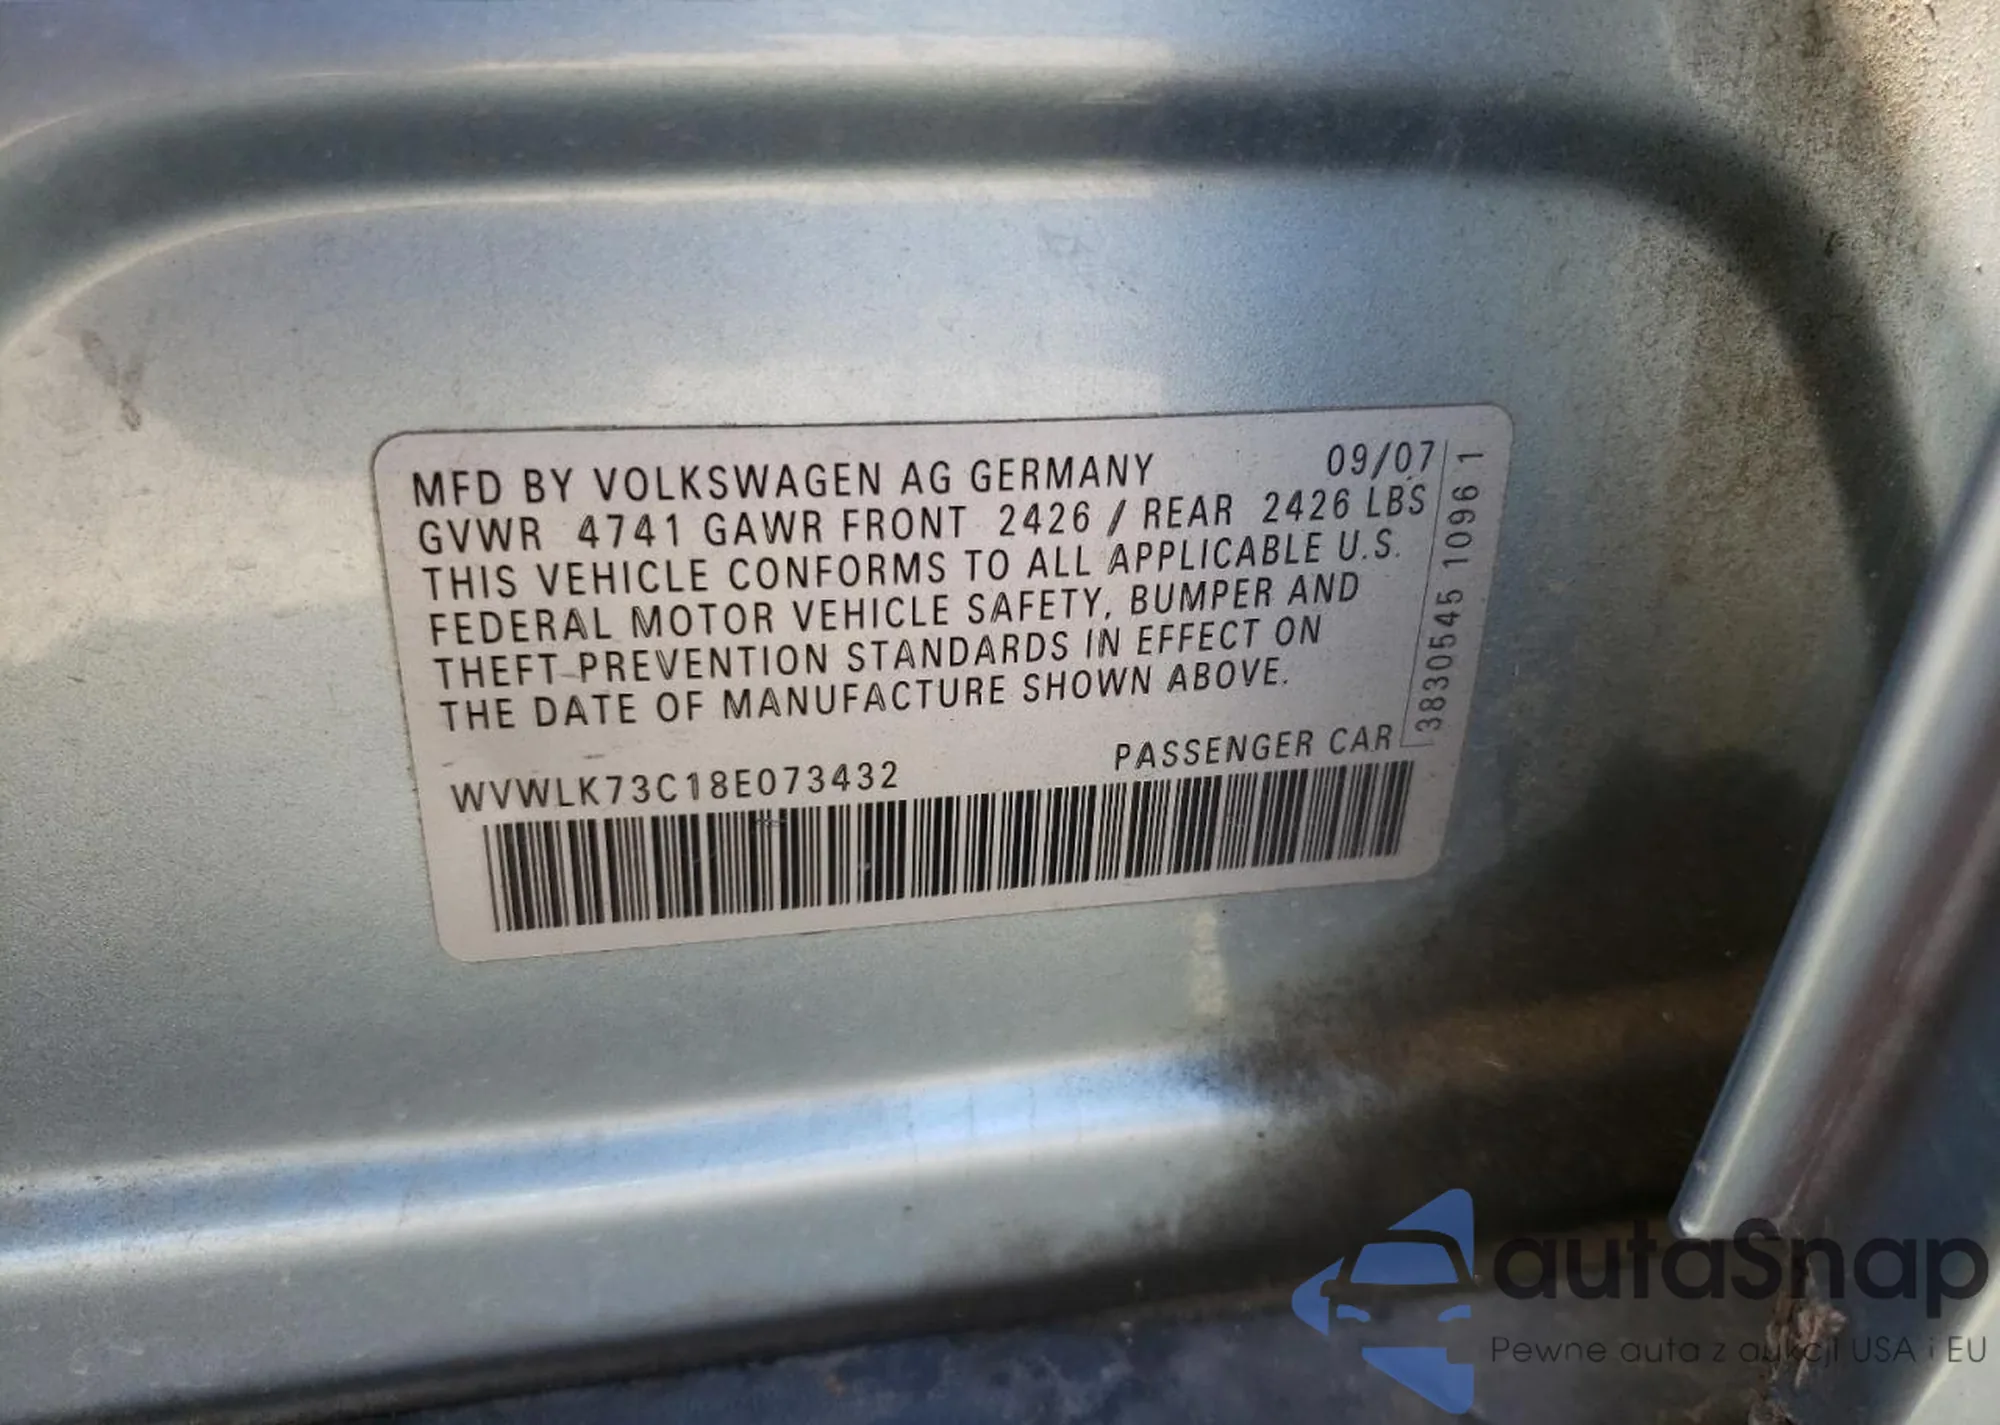 MFD BY VOLKSWAGEN AG GERMANY 09/07
GVWR 4741 GAWR FRONT 2426 / REAR 2426 LBS
THIS VEHICLE CONFORMS TO ALL APPLICABLE U.S.
FEDERAL MOTOR VEHICLE SAFETY, BUMPER AND
THEFT PREVENTION STANDARDS IN EFFECT ON
THE DATE OF MANUFACTURE SHOWN ABOVE.
WVWLK73C18E073432 PASSENGER CAR
3830545 1096 1
autaSnap
Pewne auta z aukcji USA i EU